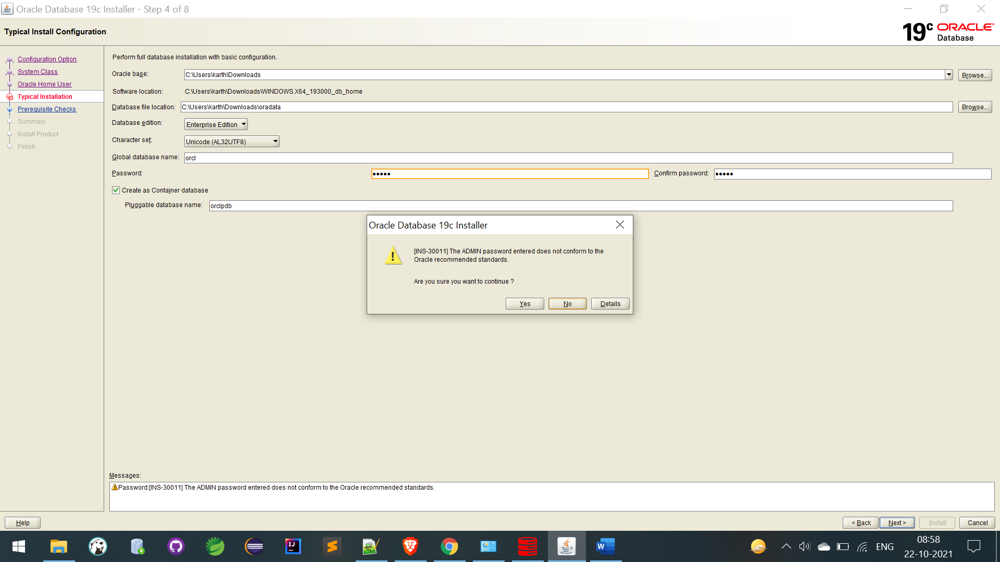 Oracle Database 19c Installer - Step 4 of 8
Typical Install Configuration
19c ORACLE
Database
Configuration Option
System Class
Oracle Home User
Typical Installation
Prerequisite Checks
Summary
Install Product
Finish
Perform full database installation with basic configuration.
Oracle base: C:\Users\karth\Downloads Browse...
Software location: C:\Users\karth\Downloads\WINDOWS.X64_193000_db_home
Database file location: C:\Users\karth\Downloads\oradata Browse...
Database edition: Enterprise Edition
Character set: Unicode (AL32UTF8)
Global database name: orcl
Password: ••••• Confirm password: •••••
Create as Container database
Pluggable database name: orclpdb
Oracle Database 19c Installer
[INS-30011] The ADMIN password entered does not conform to the
Oracle recommended standards.
Are you sure you want to continue ?
Yes No Details
Messages:
Password:[INS-30011] The ADMIN password entered does not conform to the Oracle recommended standards.
Help < Back Next > Install Cancel
IJ
W
ENG
08:58
22-10-2021